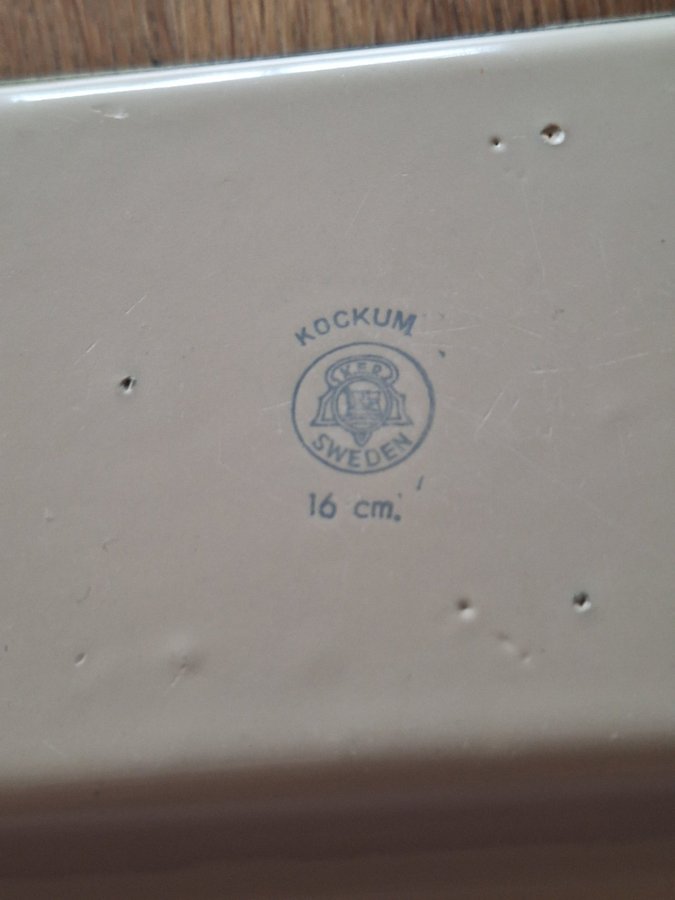 KOCKUM
K E R
SWEDEN
16 cm.